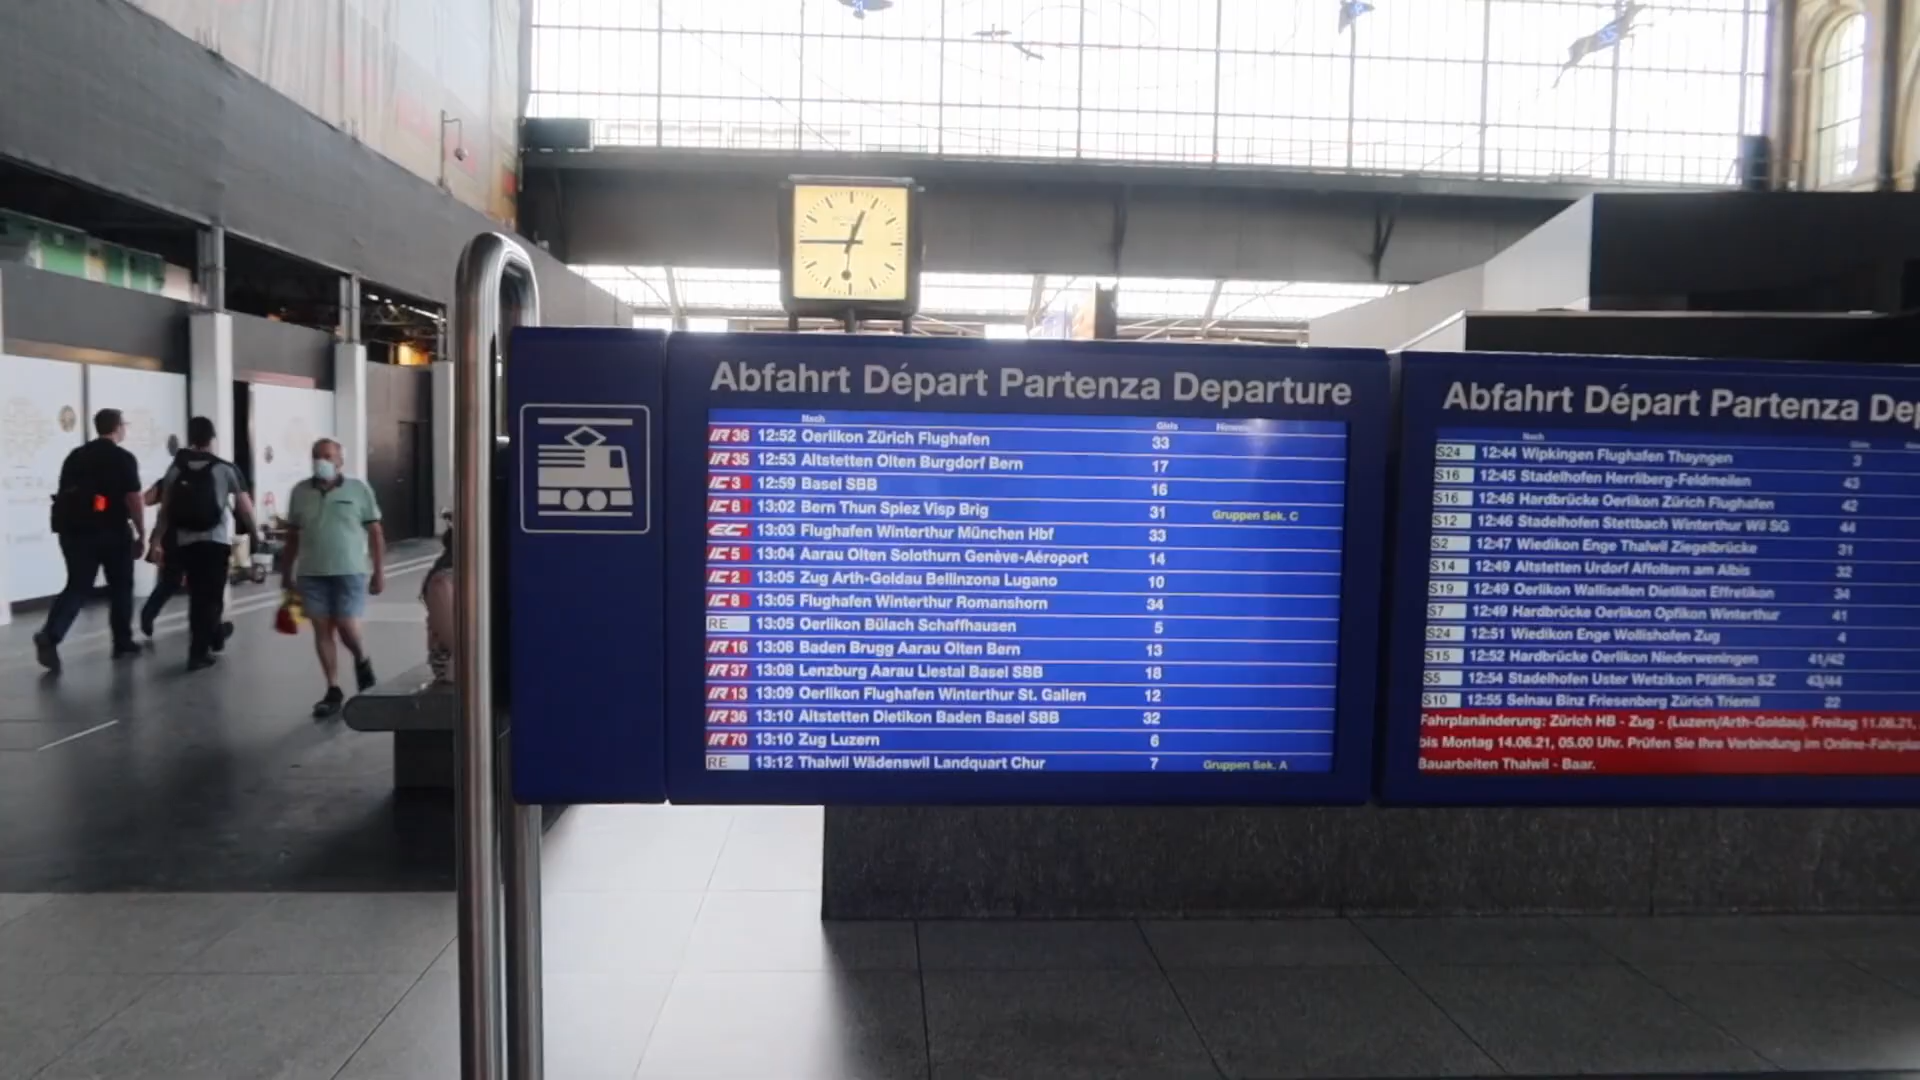 Abfahrt Départ Partenza Departure
Nach Gleis Hinweis
IR 36 12:52 Oerlikon Zürich Flughafen 33
IR 35 12:53 Altstetten Olten Burgdorf Bern 17
IC 3 12:59 Basel SBB 16
IC 8 13:02 Bern Thun Spiez Visp Brig 31 Gruppen Sek. C
EC 13:03 Flughafen Winterthur München Hbf 33
IC 5 13:04 Aarau Olten Solothurn Genève-Aéroport 14
IC 2 13:05 Zug Arth-Goldau Bellinzona Lugano 10
IC 8 13:05 Flughafen Winterthur Romanshorn 34
RE 13:05 Oerlikon Bülach Schaffhausen 5
IR 16 13:08 Baden Brugg Aarau Olten Bern 13
IR 37 13:08 Lenzburg Aarau Liestal Basel SBB 18
IR 13 13:09 Oerlikon Flughafen Winterthur St. Gallen 12
IR 36 13:10 Altstetten Dietikon Baden Basel SBB 32
IR 70 13:10 Zug Luzern 6
RE 13:12 Thalwil Wädenswil Landquart Chur 7 Gruppen Sek. A
Abfahrt Départ Partenza Dep
Nach Gleis
S24 12:44 Wipkingen Flughafen Thayngen 3
S16 12:45 Stadelhofen Herrliberg-Feldmeilen 43
S16 12:46 Hardbrücke Oerlikon Zürich Flughafen 42
S12 12:46 Stadelhofen Stettbach Winterthur Wil SG 44
S2 12:47 Wiedikon Enge Thalwil Ziegelbrücke 31
S14 12:49 Altstetten Urdorf Affoltern am Albis 32
S19 12:49 Oerlikon Wallisellen Dietlikon Effretikon 34
S7 12:49 Hardbrücke Oerlikon Opfikon Winterthur 41
S24 12:51 Wiedikon Enge Wollishofen Zug 4
S15 12:52 Hardbrücke Oerlikon Niederweningen 41/42
S5 12:54 Stadelhofen Uster Wetzikon Pfäffikon SZ 43/44
S10 12:55 Selnau Binz Friesenberg Zürich Triemli 22
Fahrplanänderung: Zürich HB - Zug - (Luzern/Arth-Goldau). Freitag 11.06.21,
bis Montag 14.06.21, 05.00 Uhr. Prüfen Sie Ihre Verbindung im Online-Fahrpla
Bauarbeiten Thalwil - Baar.